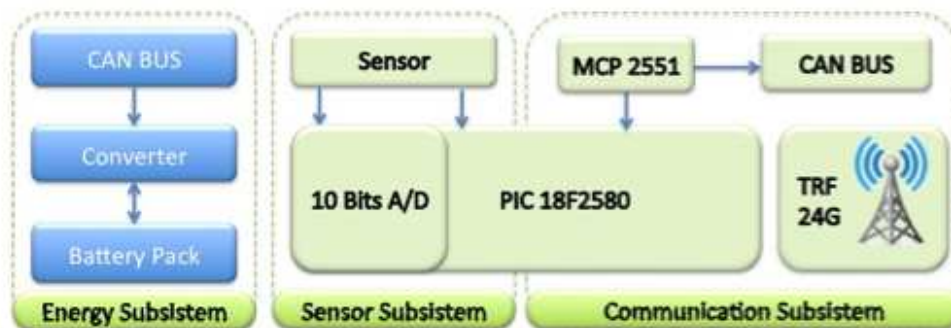 CAN BUS
Converter
Battery Pack
Energy Subsistem
Sensor
10 Bits A/D
Sensor Subsistem
MCP 2551
CAN BUS
PIC 18F2580
TRF
24G
Communication Subsistem